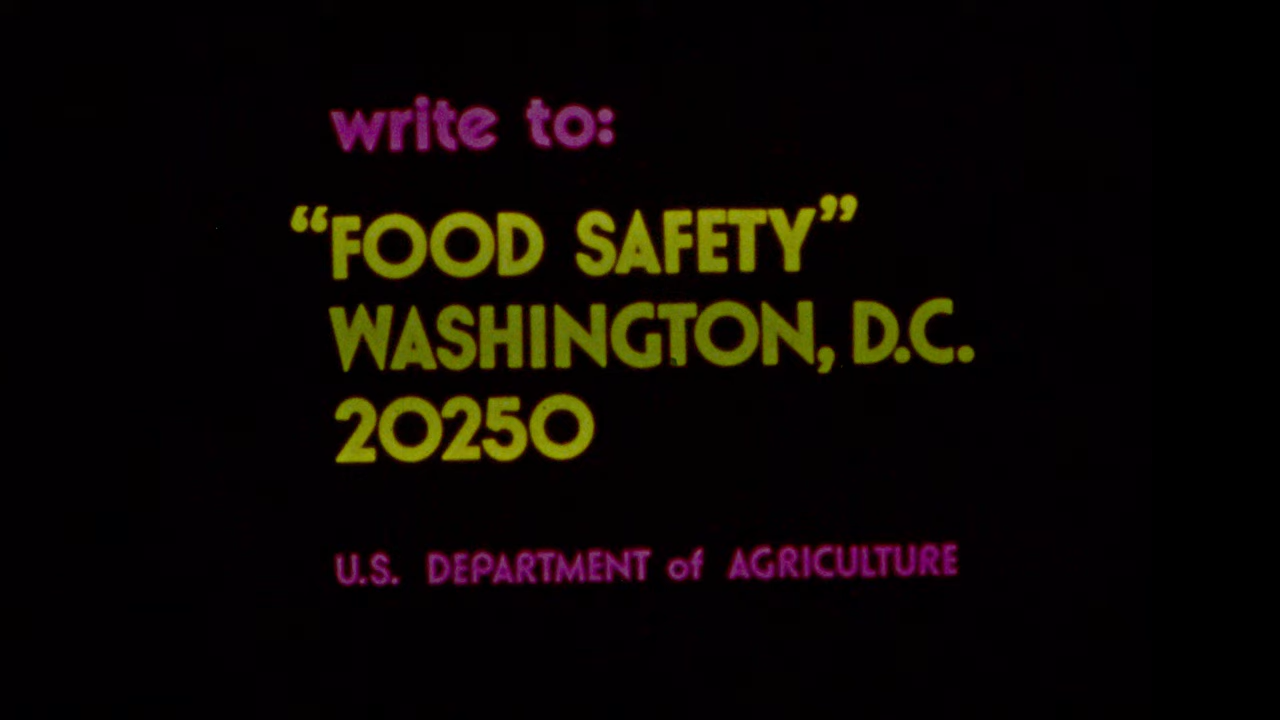 write to:
“FOOD SAFETY”
WASHINGTON, D.C.
20250
U.S. DEPARTMENT of AGRICULTURE